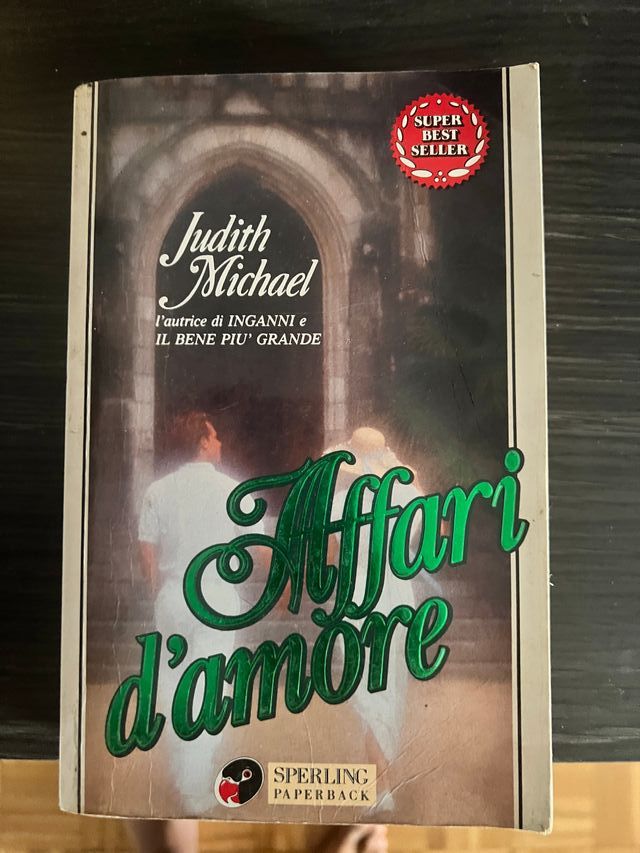 SUPER
BEST
SELLER
Judith
Michael
l'autrice di INGANNI e
IL BENE PIU' GRANDE
Affari
d'amore
SPERLING
PAPERBACK